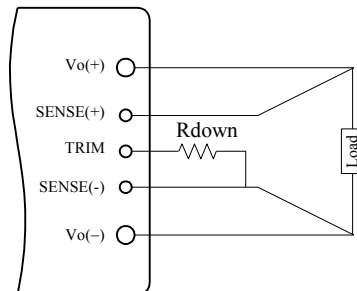 Vo(+)
SENSE(+)
Rdown
TRIM
SENSE(-)
Vo(–)
Load